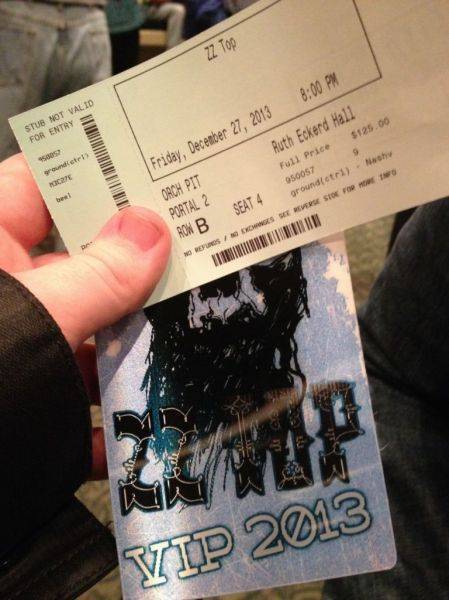 STUB NOT VALID
FOR ENTRY
950057
ground(ctrl)
ZZ Top
Friday, December 27, 2013 8:00 PM
ORCH PIT
PORTAL 2
ROW B SEAT 4
Ruth Eckerd Hall
Full Price $125.00
950057 9
ground(ctrl) - Nashv
NO REFUNDS / NO EXCHANGES SEE REVERSE SIDE FOR MORE INFO
ZZ TOP
VIP 2013